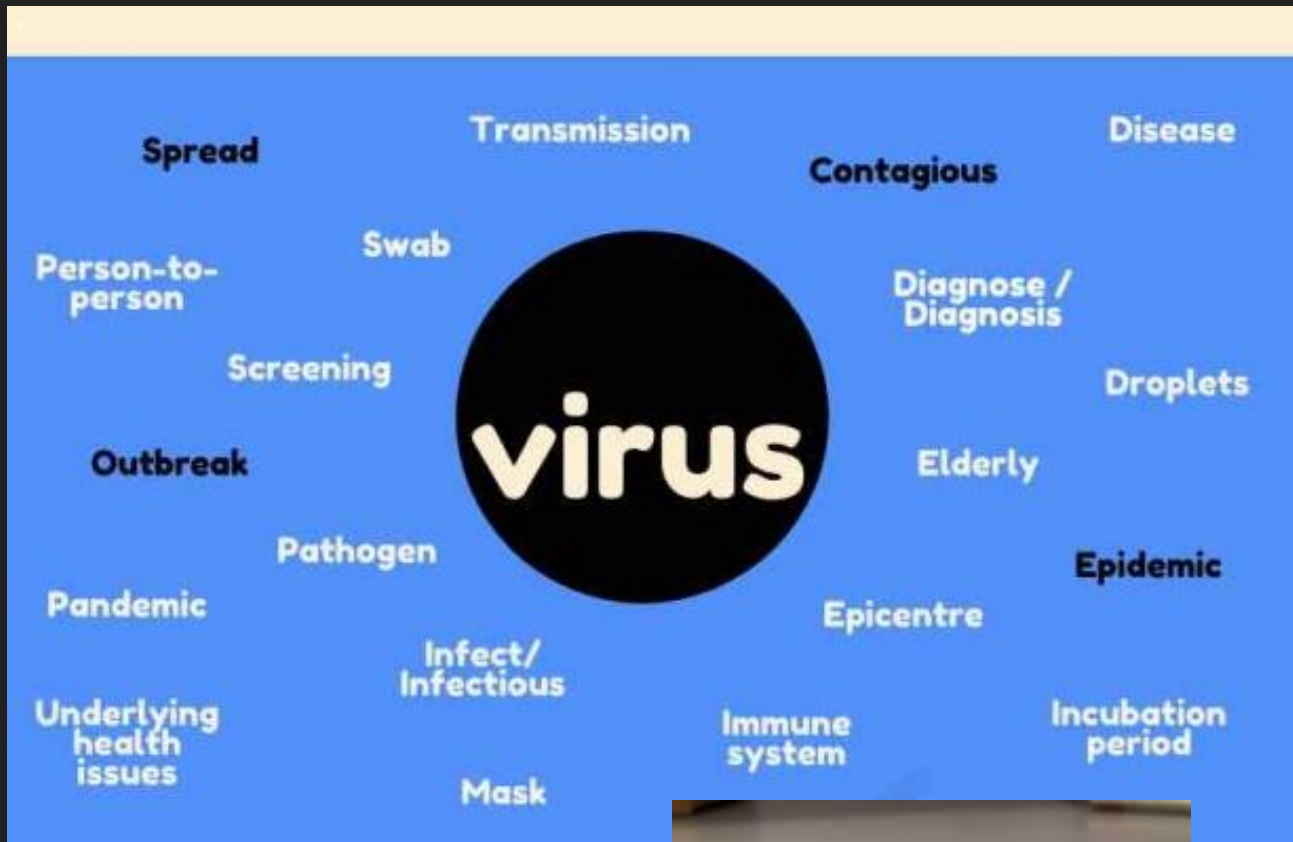 Transmission
Disease
Spread
Contagious
Swab
Person-to-
person
Diagnose /
Diagnosis
Screening
Droplets
virus
Outbreak
Elderly
Pathogen
Epidemic
Pandemic
Epicentre
Infect/
Infectious
Underlying
health
issues
Immune
system
Incubation
period
Mask